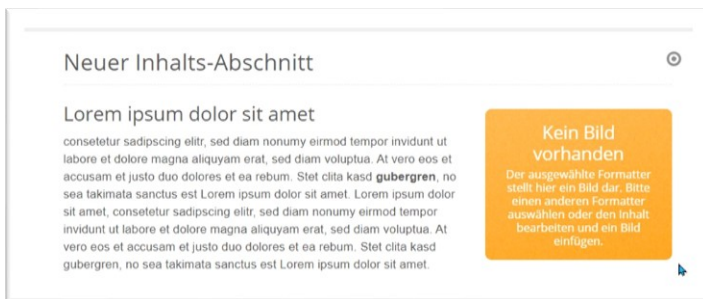 Neuer Inhalts-Abschnitt
Lorem ipsum dolor sit amet
consetetur sadipscing elitr, sed diam nonumy eirmod tempor invidunt ut
labore et dolore magna aliquyam erat, sed diam voluptua. At vero eos et
accusam et justo duo dolores et ea rebum. Stet clita kasd gubergren, no
sea takimata sanctus est Lorem ipsum dolor sit amet. Lorem ipsum dolor
sit amet, consetetur sadipscing elitr, sed diam nonumy eirmod tempor
invidunt ut labore et dolore magna aliquyam erat, sed diam voluptua. At
vero eos et accusam et justo duo dolores et ea rebum. Stet clita kasd
gubergren, no sea takimata sanctus est Lorem ipsum dolor sit amet.
Kein Bild
vorhanden
Der ausgewählte Formatter
stellt hier ein Bild dar. Bitte
einen anderen Formatter
auswählen oder den Inhalt
bearbeiten und ein Bild
einfügen.